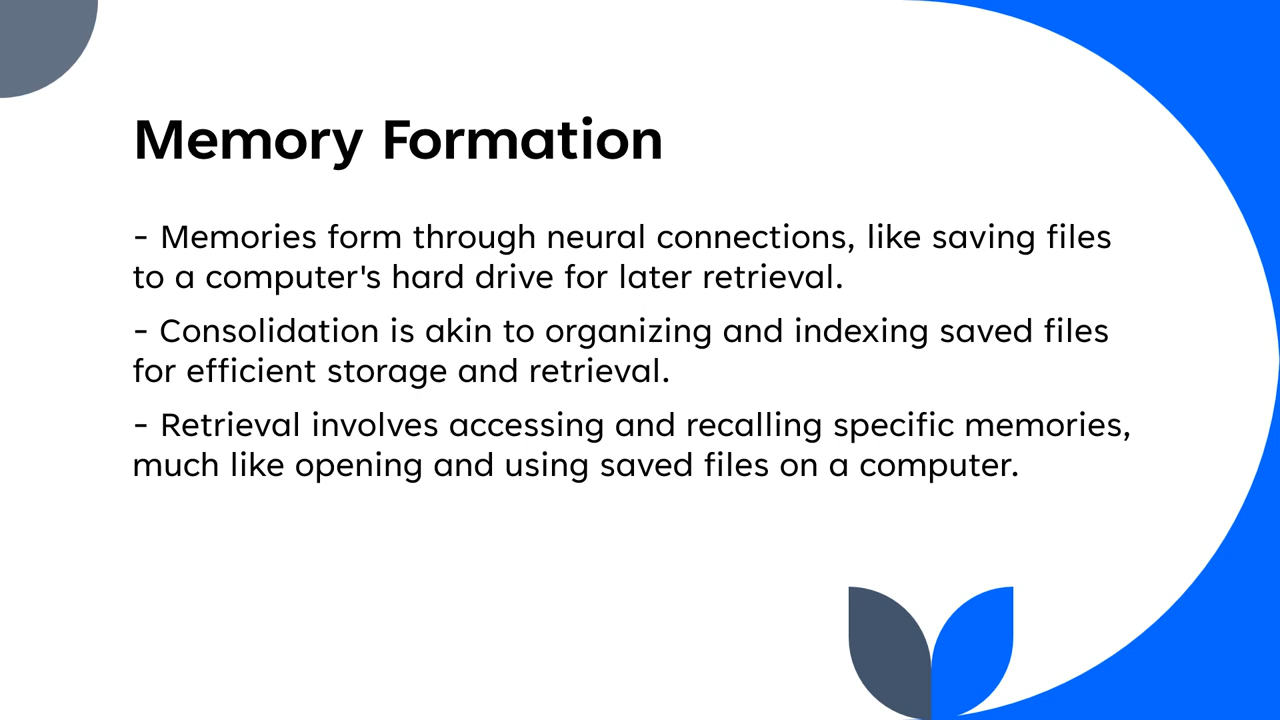 Memory Formation
- Memories form through neural connections, like saving files
to a computer's hard drive for later retrieval.
- Consolidation is akin to organizing and indexing saved files
for efficient storage and retrieval.
- Retrieval involves accessing and recalling specific memories,
much like opening and using saved files on a computer.